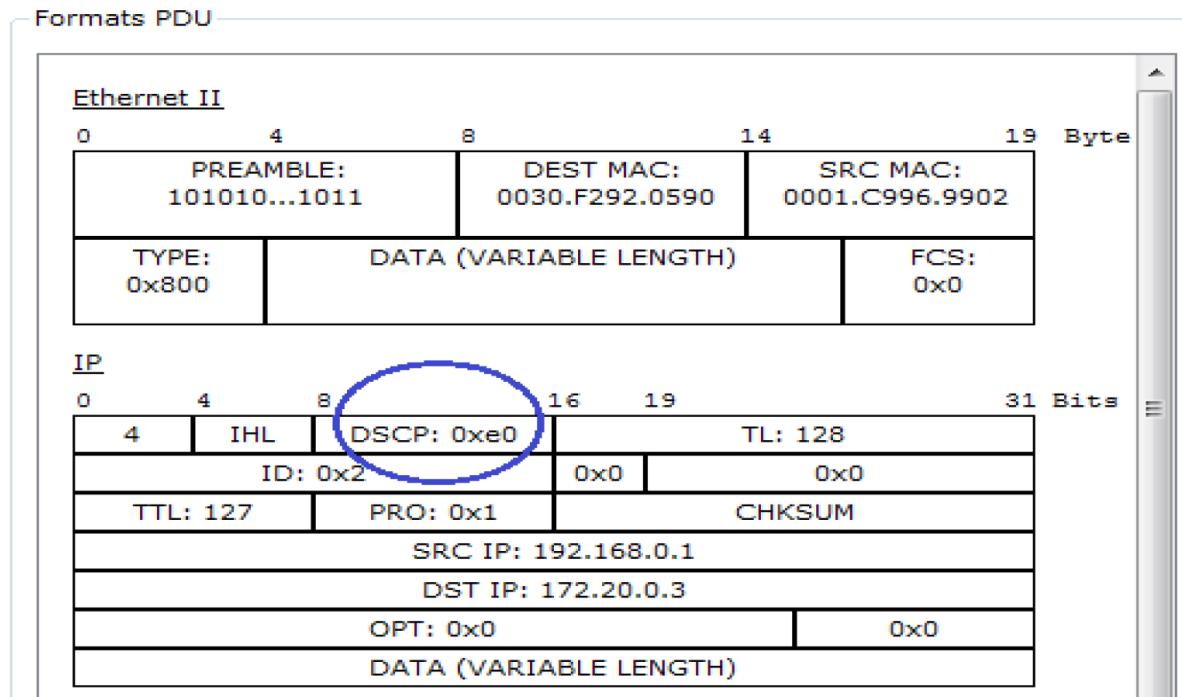 Formats PDU
Ethernet II
0 4 8 14 19 Byte
PREAMBLE: DEST MAC: SRC MAC:
101010...1011 0030.F292.0590 0001.C996.9902
TYPE: DATA (VARIABLE LENGTH) FCS:
0x800 0x0
IP
0 4 8 16 19 31 Bits
4 IHL DSCP: 0xe0 TL: 128
ID: 0x2 0x0 0x0
TTL: 127 PRO: 0x1 CHKSUM
SRC IP: 192.168.0.1
DST IP: 172.20.0.3
OPT: 0x0 0x0
DATA (VARIABLE LENGTH)